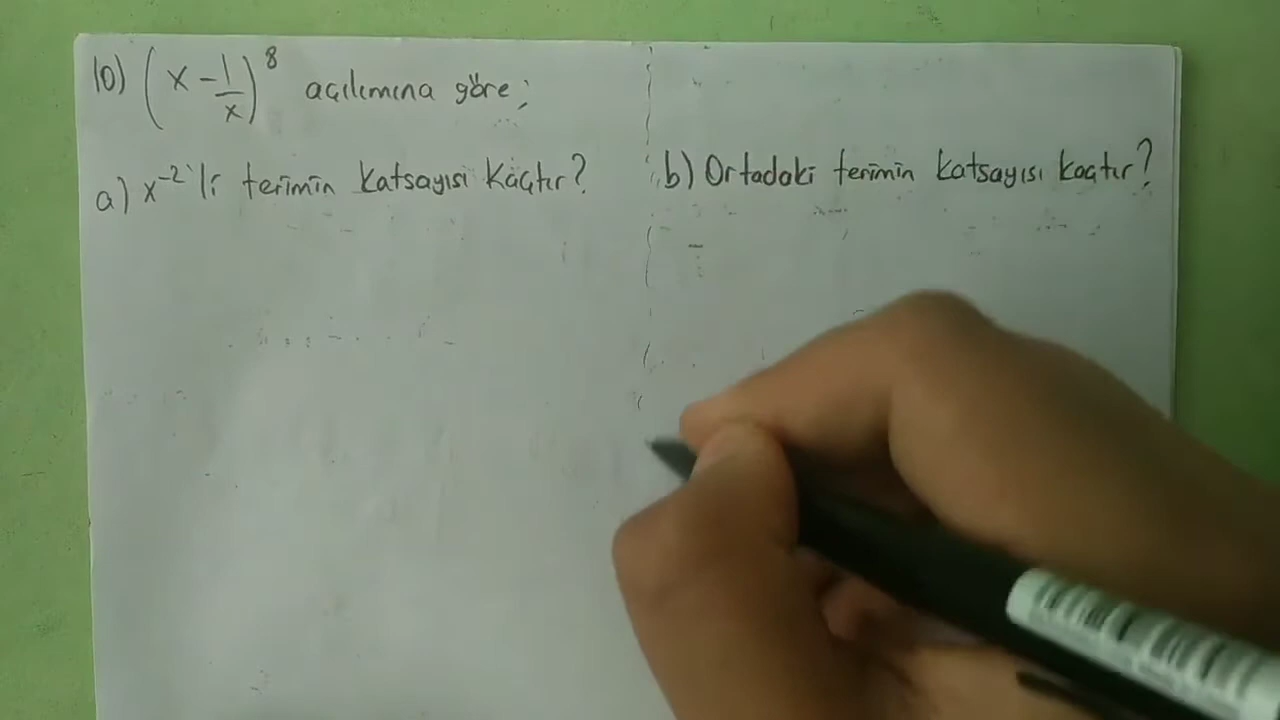 10) (x - 1/x)^8 açılımına göre;
a) x^-2'li terimin katsayısı kaçtır?
b) Ortadaki terimin katsayısı kaçtır?